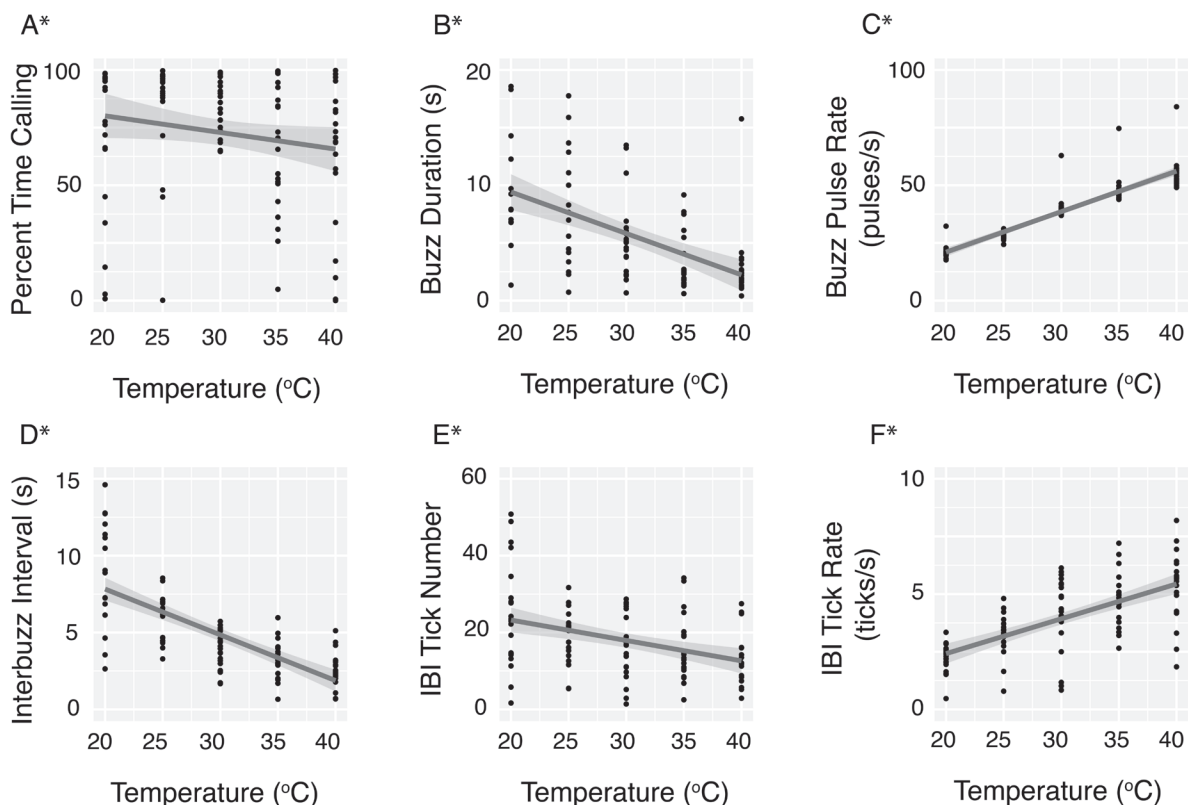 A*
Percent Time Calling
100
50
0
20 25 30 35 40
Temperature (°C)
B*
Buzz Duration (s)
20
10
0
20 25 30 35 40
Temperature (°C)
C*
Buzz Pulse Rate
(pulses/s)
100
50
0
20 25 30 35 40
Temperature (°C)
D*
Interbuzz Interval (s)
15
10
5
0
20 25 30 35 40
Temperature (°C)
E*
IBI Tick Number
60
40
20
0
20 25 30 35 40
Temperature (°C)
F*
IBI Tick Rate
(ticks/s)
10
5
0
20 25 30 35 40
Temperature (°C)